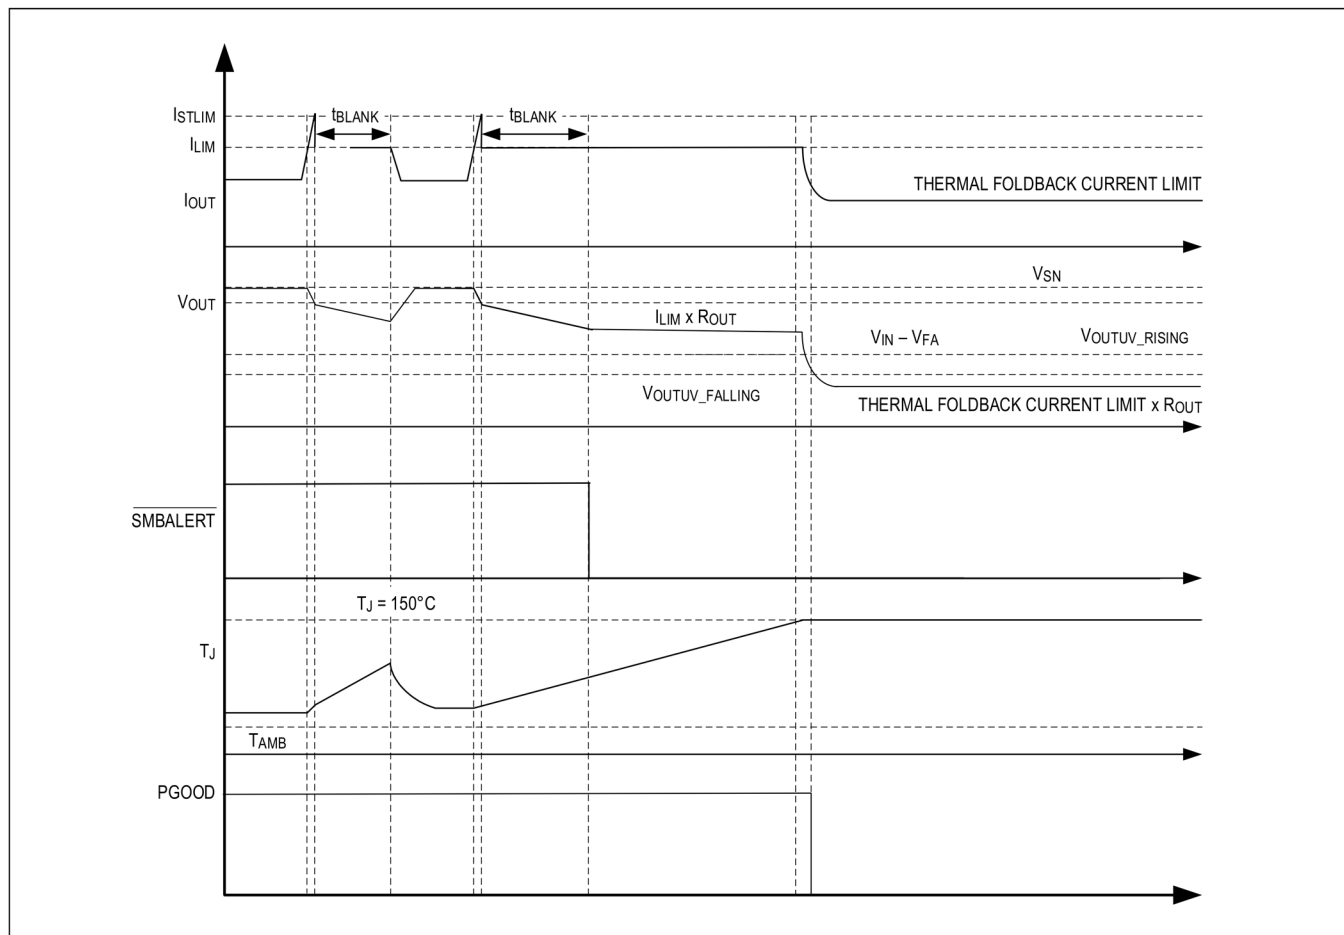 ISTLIM
tBLANK
tBLANK
ILIM
THERMAL FOLDBACK CURRENT LIMIT
IOUT
VSN
VOUT
ILIM x ROUT
VIN – VFA
VOUTUV_RISING
VOUTUV_FALLING
THERMAL FOLDBACK CURRENT LIMIT x ROUT
SMBALERT
TJ = 150°C
TJ
TAMB
PGOOD